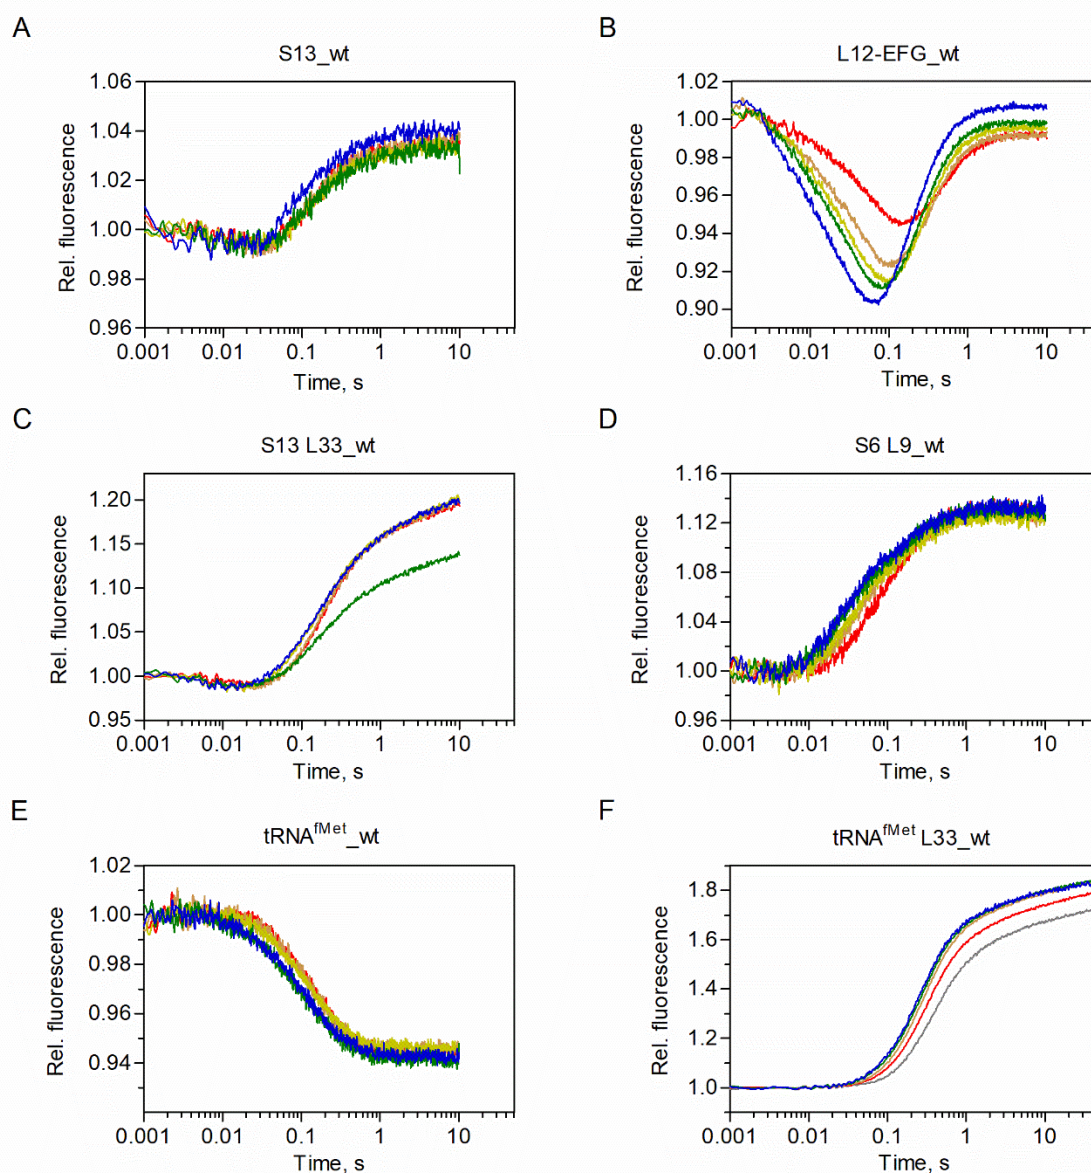 A
S13_wt
Rel. fluorescence
1.06
1.04
1.02
1.00
0.98
0.96
0.001 0.01 0.1 1 10
Time, s
B
L12-EFG_wt
Rel. fluorescence
1.02
1.00
0.98
0.96
0.94
0.92
0.90
0.001 0.01 0.1 1 10
Time, s
C
S13 L33_wt
Rel. fluorescence
1.20
1.15
1.10
1.05
1.00
0.95
0.001 0.01 0.1 1 10
Time, s
D
S6 L9_wt
Rel. fluorescence
1.16
1.12
1.08
1.04
1.00
0.96
0.001 0.01 0.1 1 10
Time, s
E
tRNAfMet_wt
Rel. fluorescence
1.02
1.00
0.98
0.96
0.94
0.001 0.01 0.1 1 10
Time, s
F
tRNAfMet L33_wt
Rel. fluorescence
1.8
1.6
1.4
1.2
1.0
0.001 0.01 0.1 1 10
Time, s